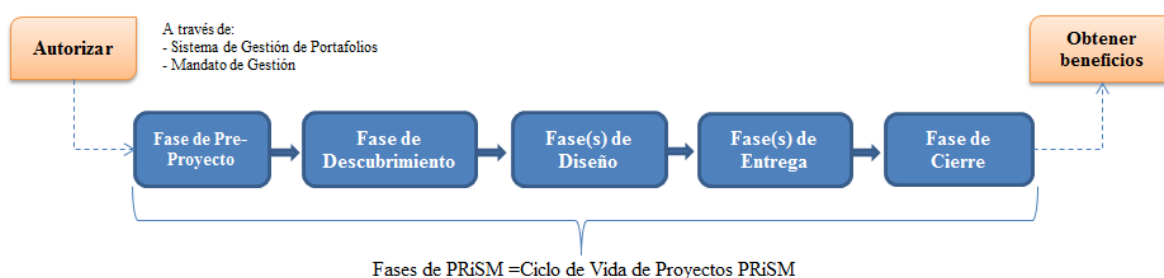 Autorizar
A través de:
- Sistema de Gestión de Portafolios
- Mandato de Gestión
Obtener
beneficios
Fase de Pre-
Proyecto
Fase de
Descubrimiento
Fase(s) de
Diseño
Fase(s) de
Entrega
Fase de
Cierre
Fases de PRiSM =Ciclo de Vida de Proyectos PRiSM